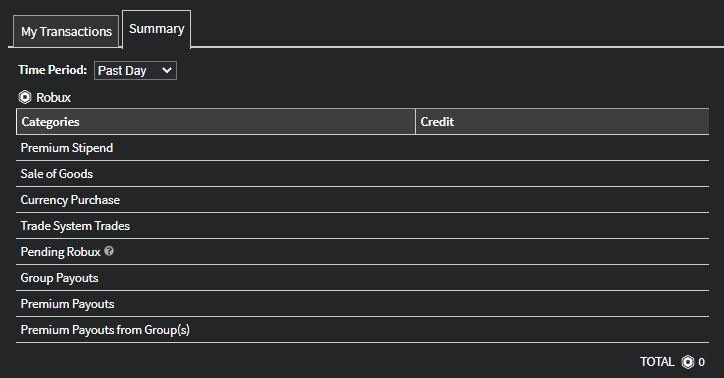 My Transactions Summary
Time Period: Past Day
Robux
Categories Credit
Premium Stipend
Sale of Goods
Currency Purchase
Trade System Trades
Pending Robux ?
Group Payouts
Premium Payouts
Premium Payouts from Group(s)
TOTAL 0